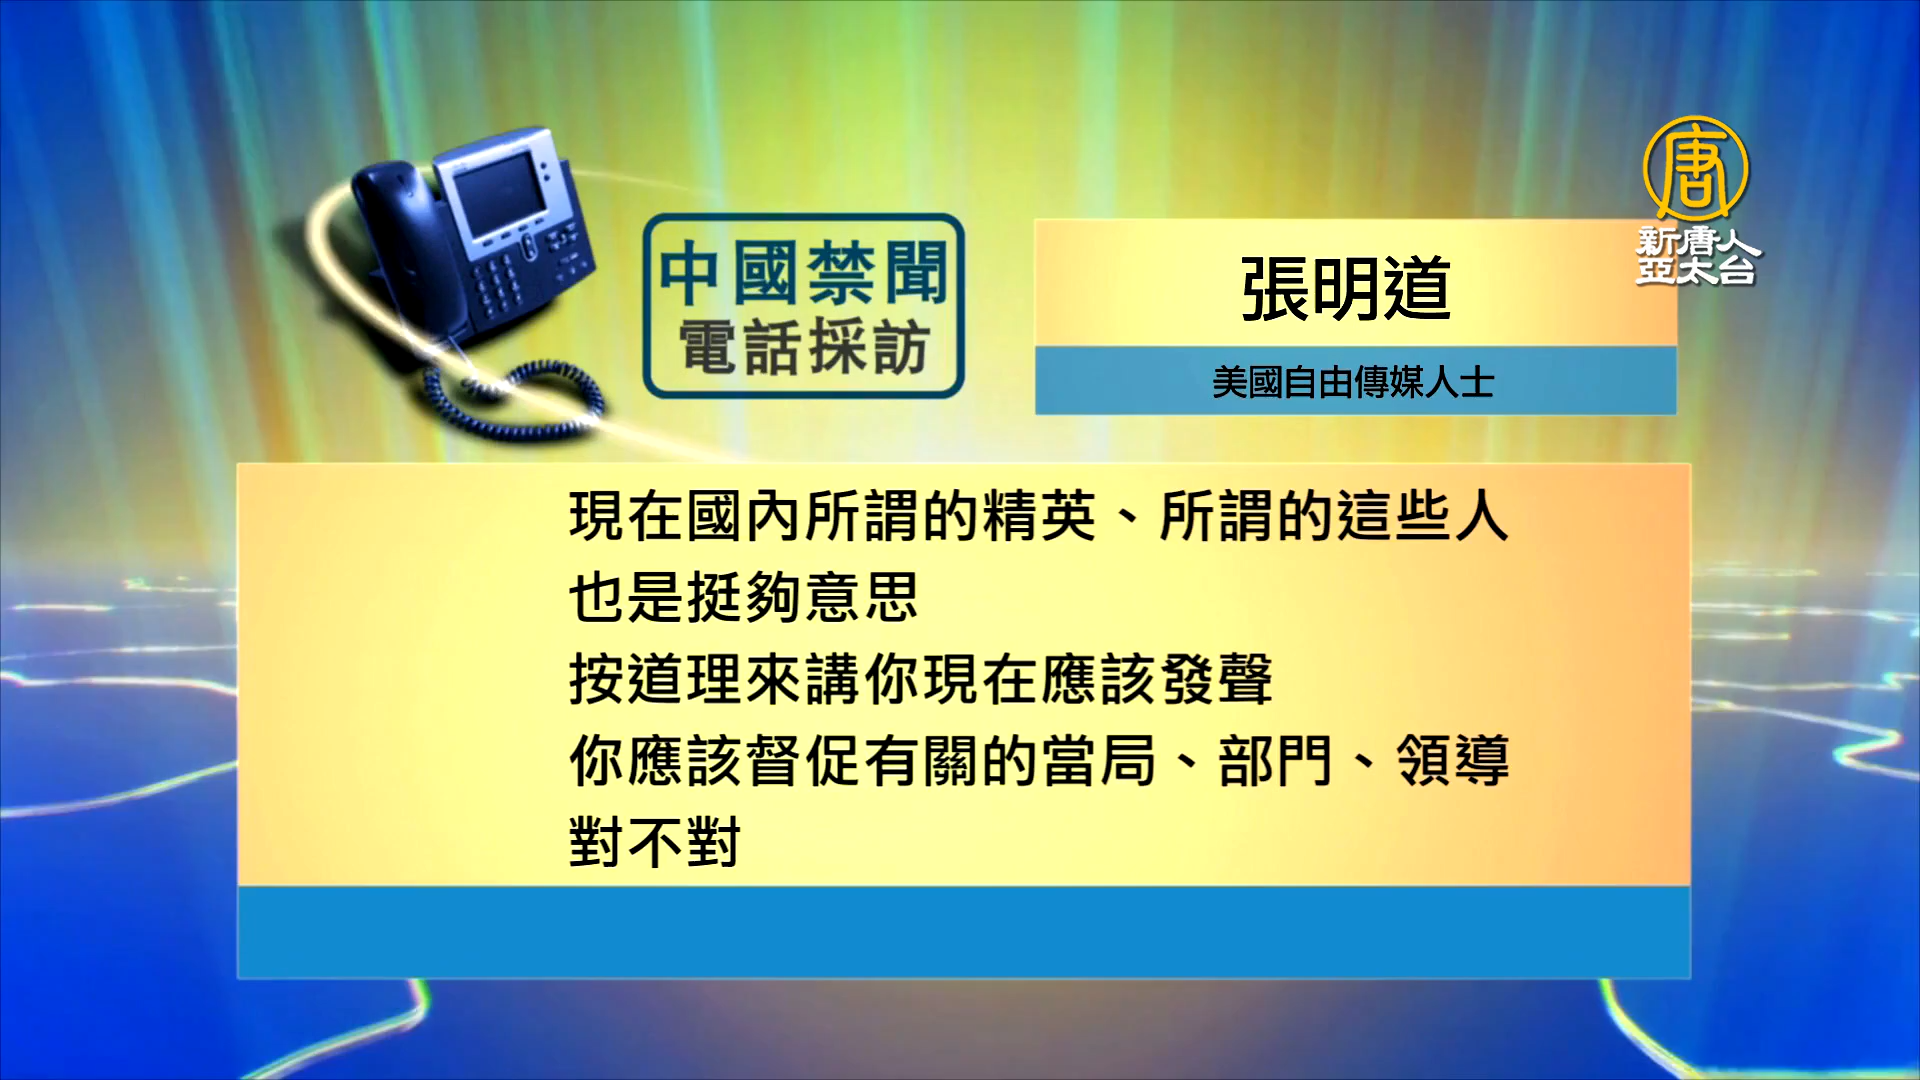 中國禁聞
電話採訪
張明道
美國自由傳媒人士
唐
新唐人
亞太台
現在國內所謂的精英、所謂的這些人
也是挺夠意思
按道理來講你現在應該發聲
你應該督促有關的當局、部門、領導
對不對